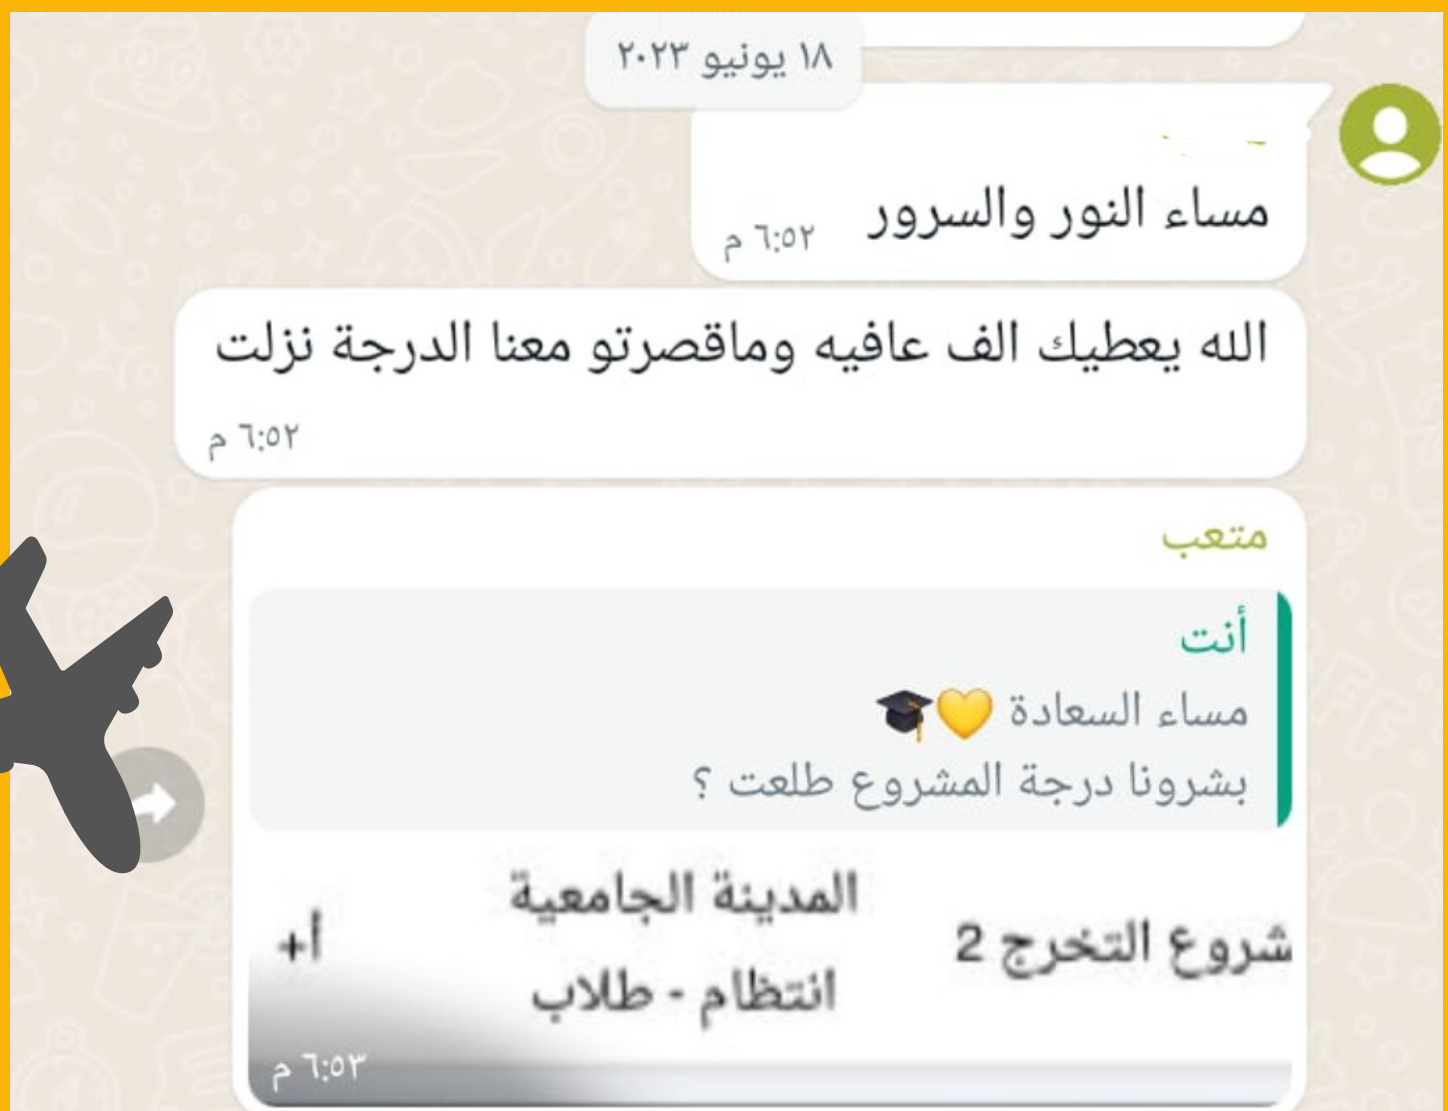 ١٨ يونيو ٢٠٢٣
مساء النور والسرور
٦:٥٢ م
الله يعطيك الف عافيه وماقصرتو معنا الدرجة نزلت
٦:٥٢ م
متعب
أنت
مساء السعادة 💛🎓
بشرونا درجة المشروع طلعت ؟
المدينة الجامعية
شروع التخرج 2
أ+
انتظام - طلاب
٦:٥٣ م